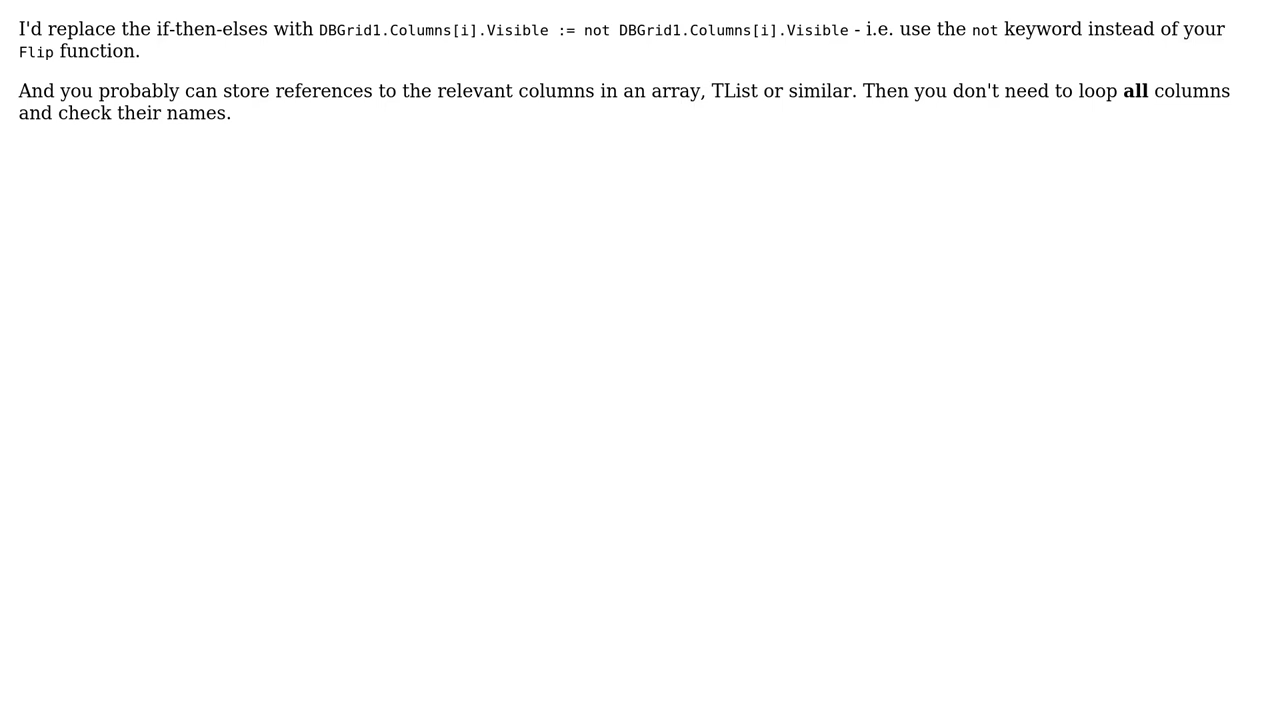 I'd replace the if-then-elses with DBGrid1.Columns[i].Visible := not DBGrid1.Columns[i].Visible - i.e. use the not keyword instead of your
Flip function.
And you probably can store references to the relevant columns in an array, TList or similar. Then you don't need to loop all columns
and check their names.